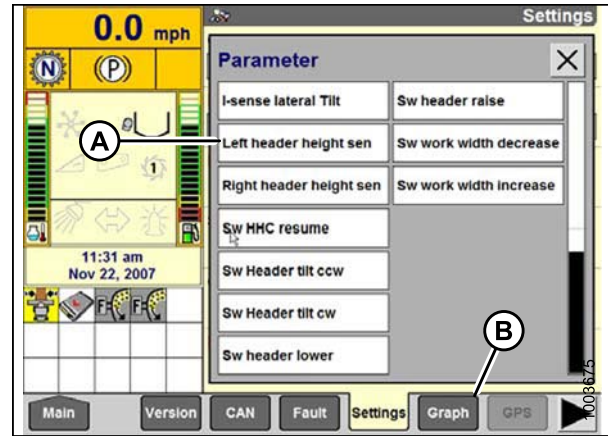 0.0 mph
Settings
N
(P)
Parameter
X
I-sense lateral Tilt
Sw header raise
A
Left header height sen
Sw work width decrease
1
Right header height sen
Sw work width increase
Sw HHC resume
11:31 am
Nov 22, 2007
Sw Header tilt ccw
Sw Header tilt cw
B
Sw header lower
Main
Version
CAN
Fault
Settings
Graph
GPS
1003675